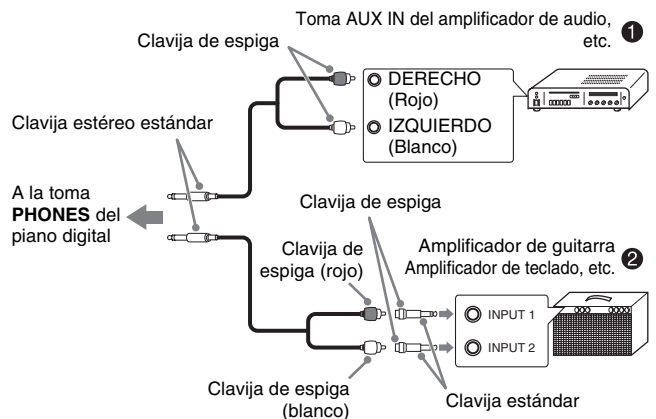 Toma AUX IN del amplificador de audio,
etc.
❶
Clavija de espiga
DERECHO
(Rojo)
IZQUIERDO
(Blanco)
Clavija estéreo estándar
A la toma
PHONES del
piano digital
Clavija de espiga
Clavija de
espiga (rojo)
Amplificador de guitarra
Amplificador de teclado, etc.
❷
INPUT 1
INPUT 2
Clavija de espiga
(blanco)
Clavija estándar